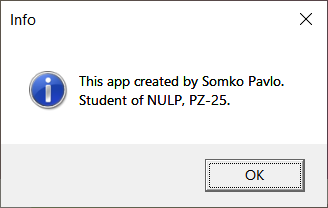 Info
This app created by Somko Pavlo.
Student of NULP, PZ-25.
OK